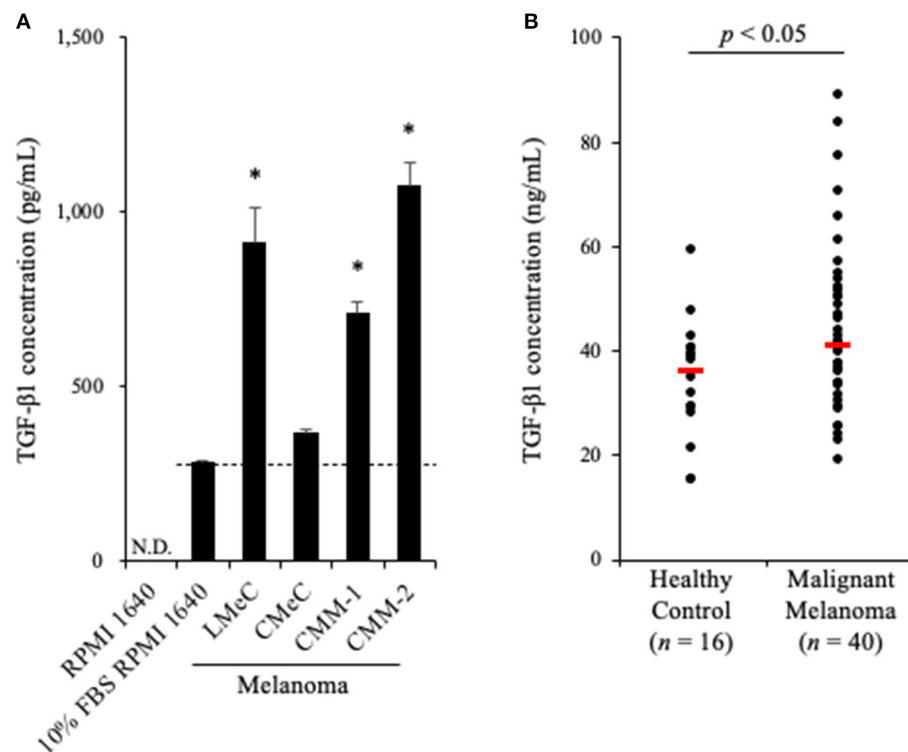 A
TGF-β1 concentration (pg/mL)
1,500
1,000
500
0
N.D.
*
*
*
RPMI 1640
10% FBS RPMI 1640
LMeC
CMeC
CMM-1
CMM-2
Melanoma
B
TGF-β1 concentration (ng/mL)
100
80
60
40
20
0
p < 0.05
Healthy
Control
(n = 16)
Malignant
Melanoma
(n = 40)